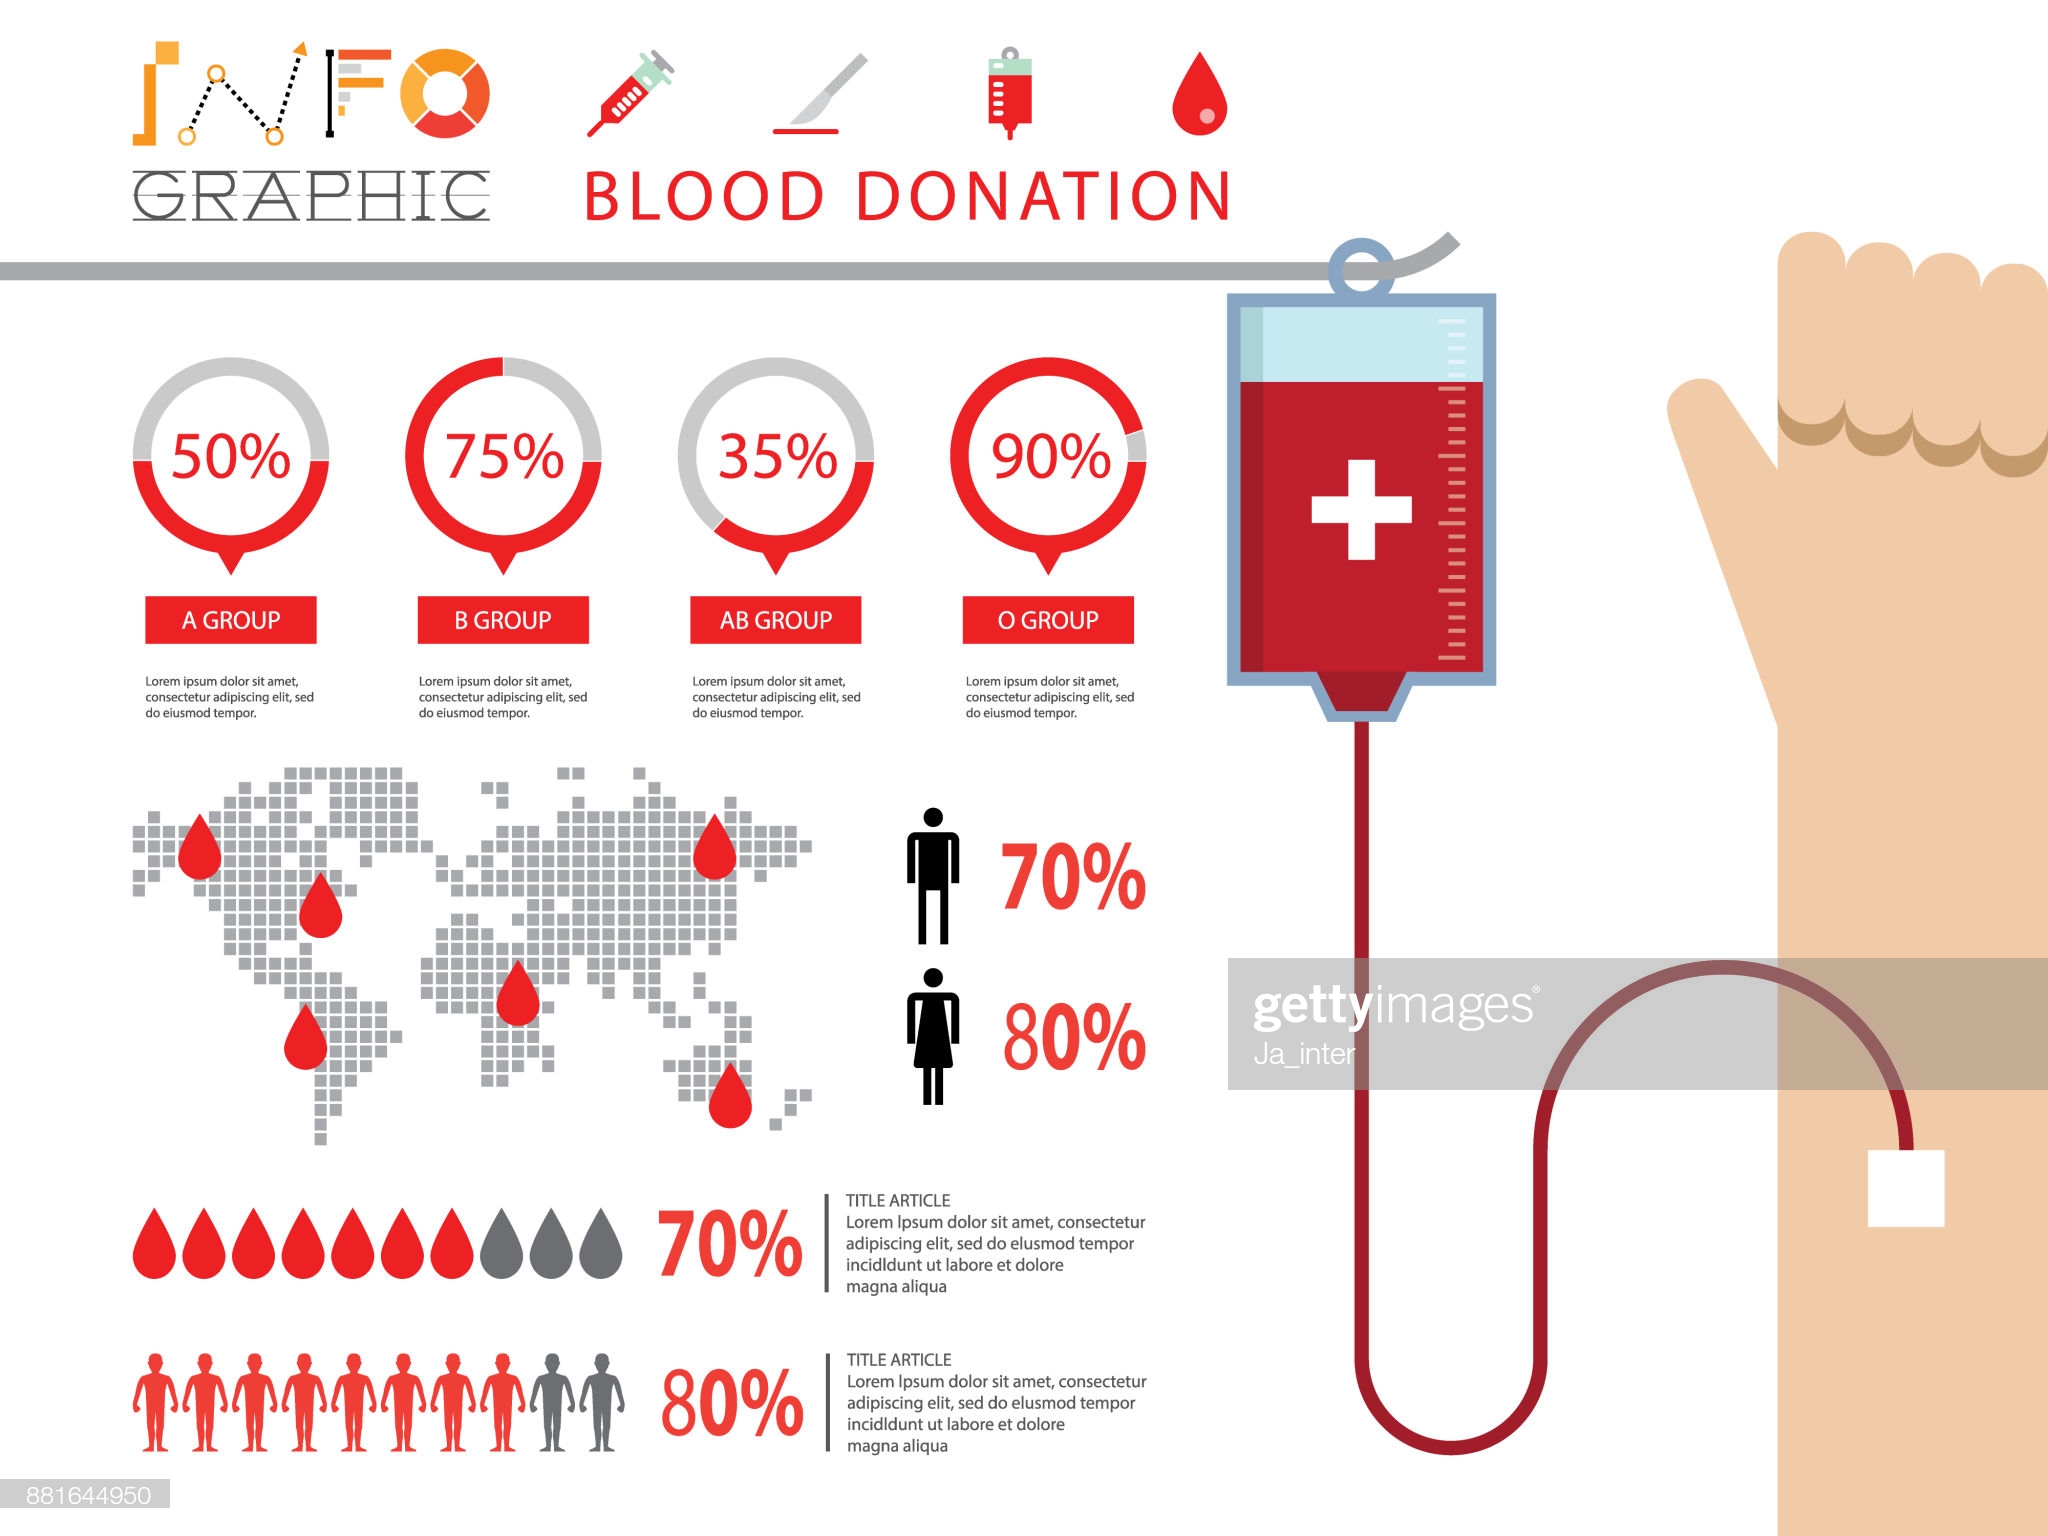 INFO
GRAPHIC
BLOOD DONATION
50%
75%
35%
90%
A GROUP
B GROUP
AB GROUP
O GROUP
Lorem ipsum dolor sit amet,
consectetur adipiscing elit, sed
do eiusmod tempor.
Lorem ipsum dolor sit amet,
consectetur adipiscing elit, sed
do eiusmod tempor.
Lorem ipsum dolor sit amet,
consectetur adipiscing elit, sed
do eiusmod tempor.
Lorem ipsum dolor sit amet,
consectetur adipiscing elit, sed
do eiusmod tempor.
70%
80%
gettyimages®
Ja_inter
70%
TITLE ARTICLE
Lorem Ipsum dolor sit amet, consectetur
adipiscing elit, sed do elusmod tempor
incidldunt ut labore et dolore
magna aliqua
80%
TITLE ARTICLE
Lorem Ipsum dolor sit amet, consectetur
adipiscing elit, sed do elusmod tempor
incidldunt ut labore et dolore
magna aliqua
881644950